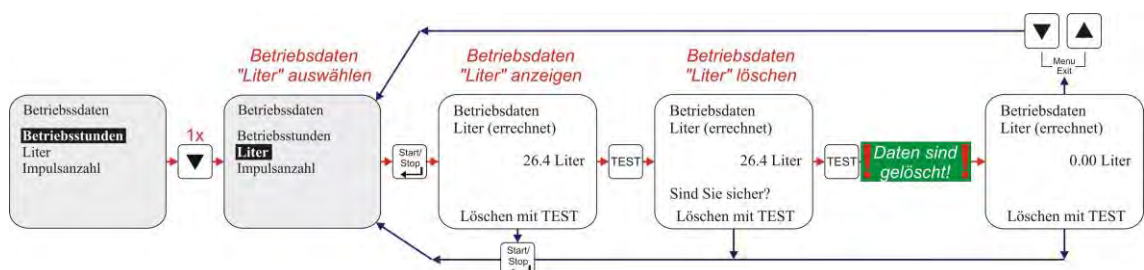 Betriebsdaten
"Liter" auswählen
Betriebsdaten
"Liter" anzeigen
Betriebsdaten
"Liter" löschen
Menu
Exit
Betriebssdaten
Betriebsstunden
Liter
Impulsanzahl
1x
Betriebssdaten
Betriebsstunden
Liter
Impulsanzahl
Start/
Stop
Betriebsdaten
Liter (errechnet)
26.4 Liter
Löschen mit TEST
TEST
Betriebsdaten
Liter (errechnet)
26.4 Liter
Sind Sie sicher?
Löschen mit TEST
TEST
Daten sind
gelöscht!
Betriebsdaten
Liter (errechnet)
0.00 Liter
Löschen mit TEST
Start/
Stop